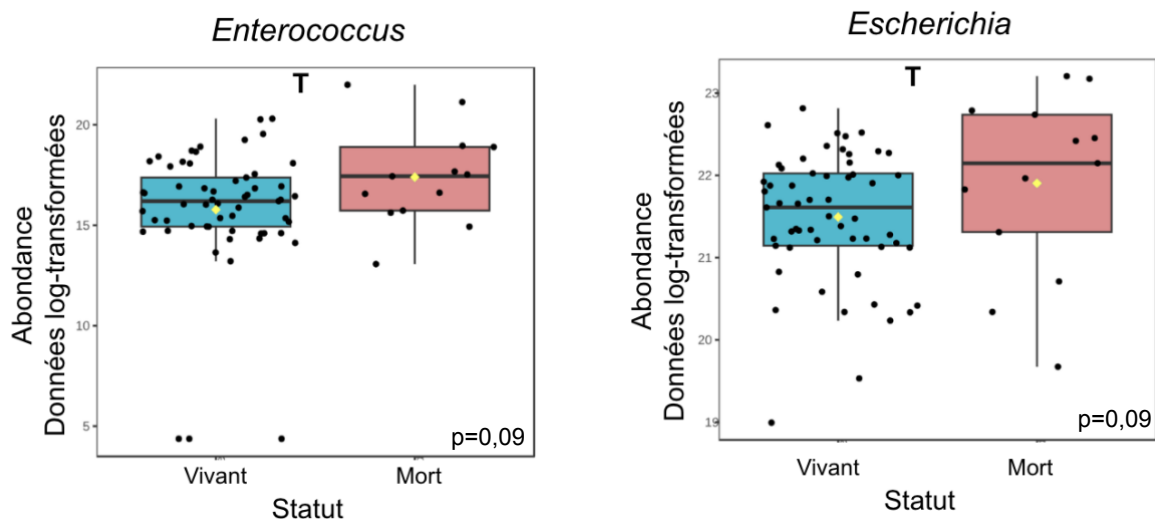 Enterococcus
Abondance
Données log-transformées
20
15
10
5
T
p=0,09
Vivant
Mort
Statut
Escherichia
Abondance
Données log-transformées
23
22
21
20
19
T
p=0,09
Vivant
Mort
Statut